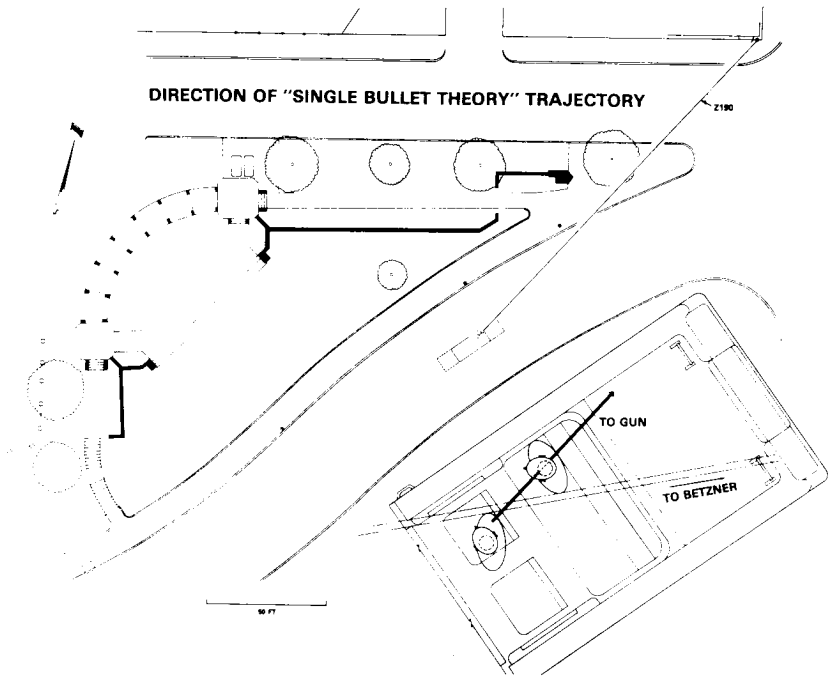 DIRECTION OF "SINGLE BULLET THEORY" TRAJECTORY
Z190
TO GUN
TO BETZNER
50 FT